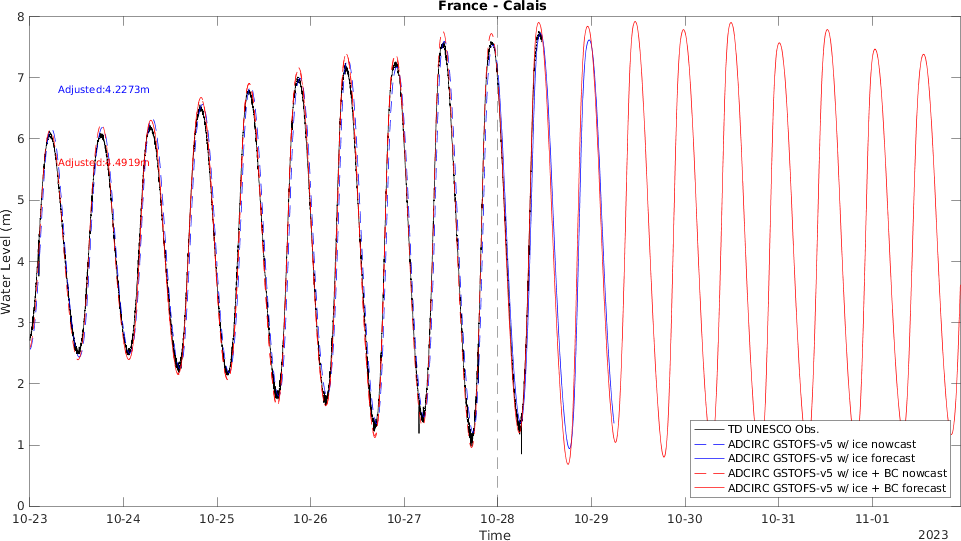 France - Calais
8
7
6
5
4
3
2
1
0
Water Level (m)
Adjusted:4.2273m
Adjusted:4.4919m
TD UNESCO Obs.
ADCIRC GSTOFS-v5 w/ ice nowcast
ADCIRC GSTOFS-v5 w/ ice forecast
ADCIRC GSTOFS-v5 w/ ice + BC nowcast
ADCIRC GSTOFS-v5 w/ ice + BC forecast
10-23 10-24 10-25 10-26 10-27 10-28 10-29 10-30 10-31 11-01
Time
2023